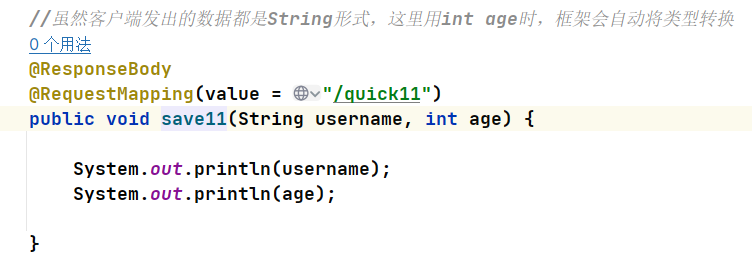 //虽然客户端发出的数据都是String形式，这里用int age时，框架会自动将类型转换
0 个用法
@ResponseBody
@RequestMapping(value = "/quick11")
public void save11(String username, int age) {
System.out.println(username);
System.out.println(age);
}